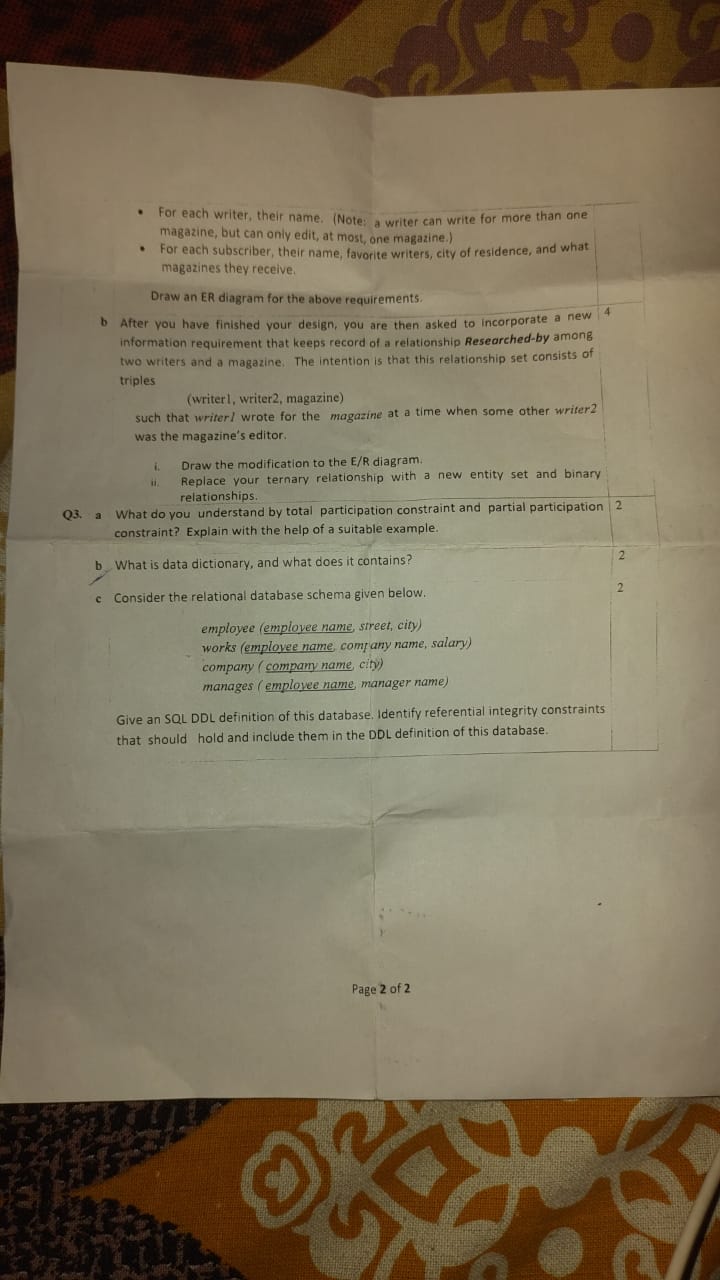 • For each writer, their name. (Note: a writer can write for more than one
magazine, but can only edit, at most, one magazine.)
• For each subscriber, their name, favorite writers, city of residence, and what
magazines they receive.
Draw an ER diagram for the above requirements.
b After you have finished your design, you are then asked to incorporate a new 4
information requirement that keeps record of a relationship Researched-by among
two writers and a magazine. The intention is that this relationship set consists of
triples
(writer1, writer2, magazine)
such that writer1 wrote for the magazine at a time when some other writer2
was the magazine's editor.
i. Draw the modification to the E/R diagram.
ii. Replace your ternary relationship with a new entity set and binary
relationships.
Q3. a What do you understand by total participation constraint and partial participation 2
constraint? Explain with the help of a suitable example.
b What is data dictionary, and what does it contains? 2
c Consider the relational database schema given below. 2
employee (employee name, street, city)
works (employee name, company name, salary)
company ( company name, city)
manages ( employee name, manager name)
Give an SQL DDL definition of this database. Identify referential integrity constraints
that should hold and include them in the DDL definition of this database.
Page 2 of 2